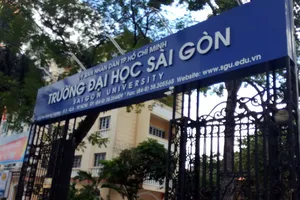 ỦY BAN NHÂN DÂN TP HỒ CHÍ MINH
TRƯỜNG ĐẠI HỌC SÀI GÒN
SAIGON UNIVERSITY
Website: www.sgu.edu.vn